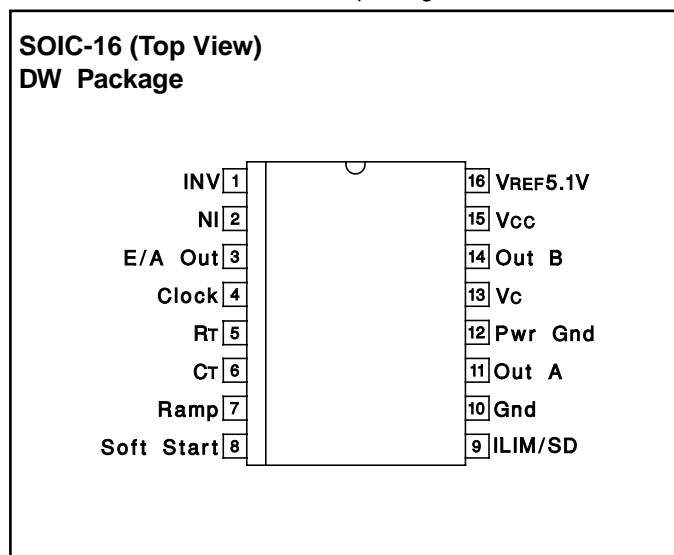 SOIC-16 (Top View)
DW Package
INV 1
NI 2
E/A Out 3
Clock 4
RT 5
CT 6
Ramp 7
Soft Start 8
16 VREF5.1V
15 Vcc
14 Out B
13 Vc
12 Pwr Gnd
11 Out A
10 Gnd
9 ILIM/SD